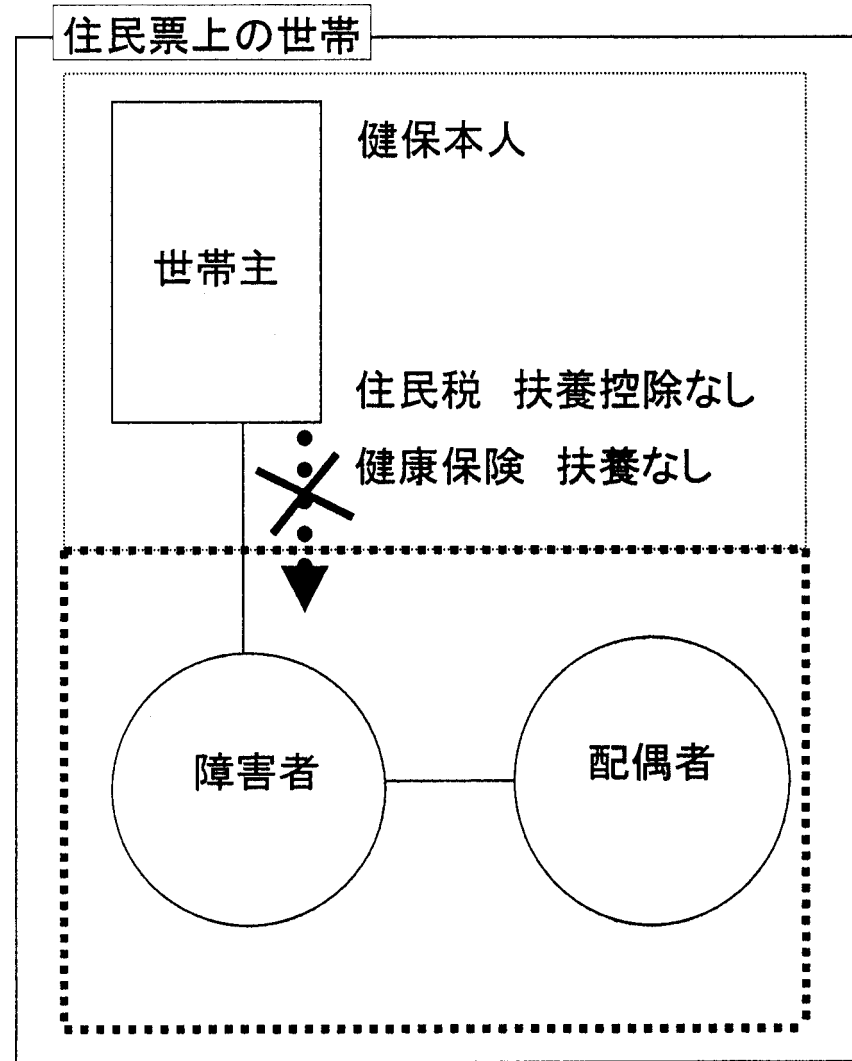 住民票上の世帯
健保本人
世帯主
住民税　扶養控除なし
健康保険　扶養なし
障害者
配偶者